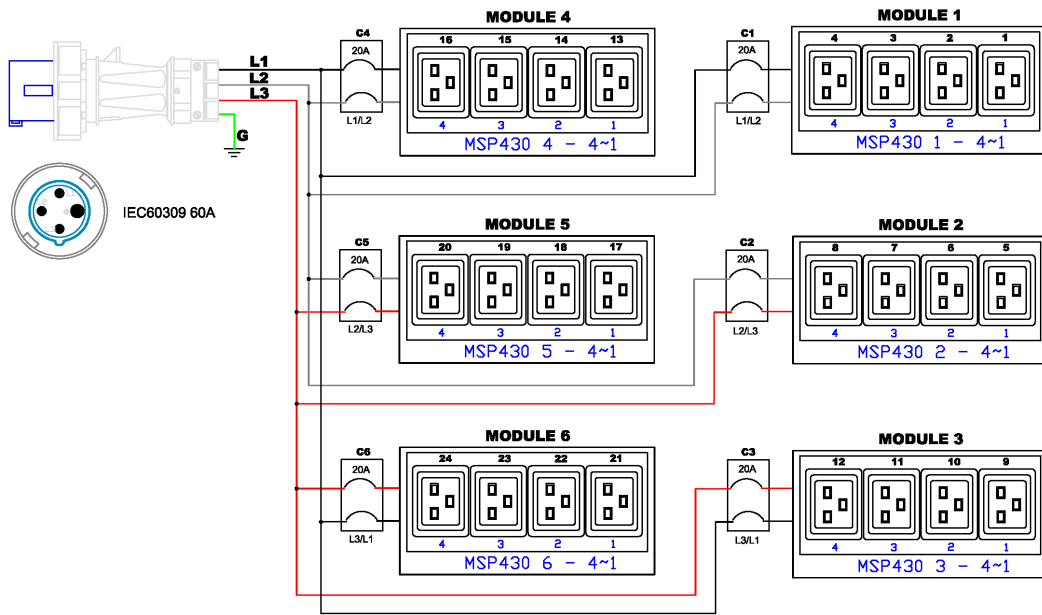 MODULE 4
C4
20A
L1/L2
16 15 14 13
4 3 2 1
MSP430 4 - 4~1
MODULE 1
C1
20A
L1/L2
4 3 2 1
4 3 2 1
MSP430 1 - 4~1
L1
L2
L3
G
IEC60309 60A
MODULE 5
C5
20A
L2/L3
20 19 18 17
4 3 2 1
MSP430 5 - 4~1
MODULE 2
C2
20A
L2/L3
8 7 6 5
4 3 2 1
MSP430 2 - 4~1
MODULE 6
C6
20A
L3/L1
24 23 22 21
4 3 2 1
MSP430 6 - 4~1
MODULE 3
C3
20A
L3/L1
12 11 10 9
4 3 2 1
MSP430 3 - 4~1